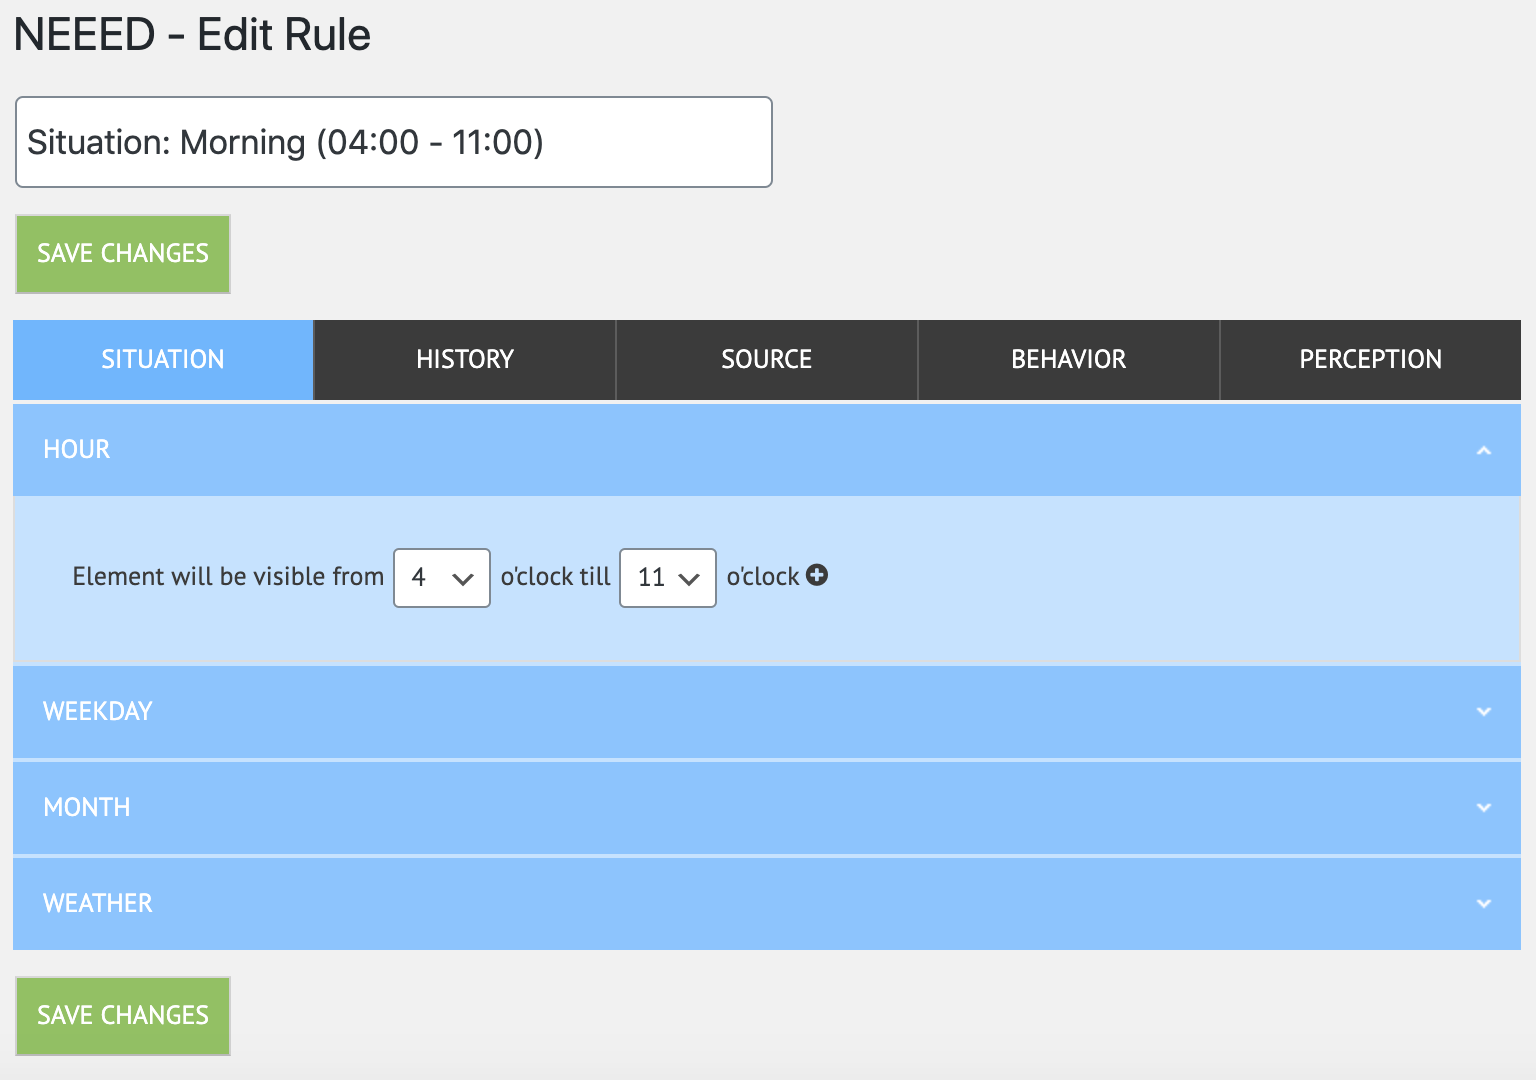 NEEED - Edit Rule
Situation: Morning (04:00 - 11:00)
SAVE CHANGES
SITUATION HISTORY SOURCE BEHAVIOR PERCEPTION
HOUR
Element will be visible from 4 o'clock till 11 o'clock
WEEKDAY
MONTH
WEATHER
SAVE CHANGES